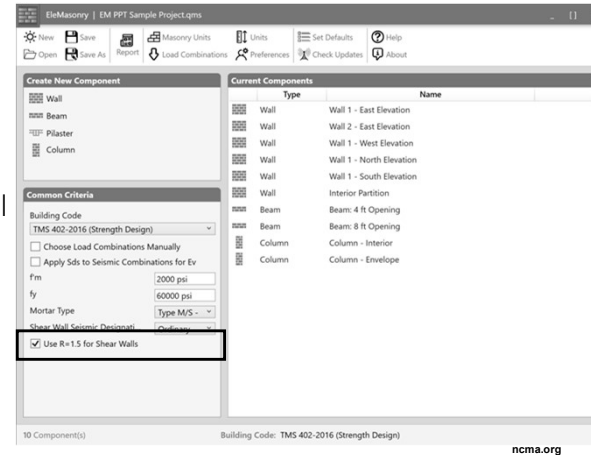 EleMasonry | EM PPT Sample Project.qms
New Save Report Masonry Units Units Set Defaults Help
Open Save As Load Combinations Preferences Check Updates About
Create New Component
Wall
Beam
Pilaster
Column
Common Criteria
Building Code
TMS 402-2016 (Strength Design)
Choose Load Combinations Manually
Apply Sds to Seismic Combinations for Ev
f'm 2000 psi
fy 60000 psi
Mortar Type Type M/S -
Shear Wall Seismic Designati... Ordinary
Use R=1.5 for Shear Walls
Current Components
Type Name
Wall Wall 1 - East Elevation
Wall Wall 2 - East Elevation
Wall Wall 1 - West Elevation
Wall Wall 1 - North Elevation
Wall Wall 1 - South Elevation
Wall Interior Partition
Beam Beam: 4 ft Opening
Beam Beam: 8 ft Opening
Column Column - Interior
Column Column - Envelope
10 Component(s) Building Code: TMS 402-2016 (Strength Design)
ncma.org